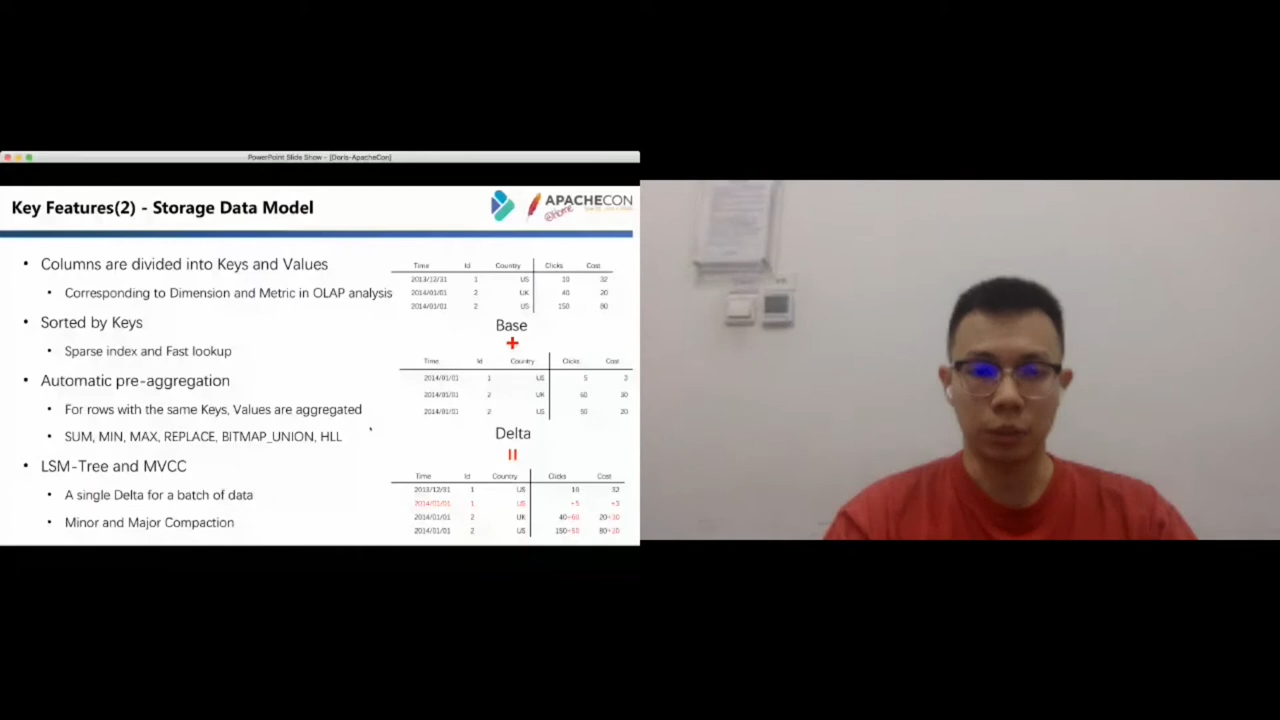 PowerPoint Slide Show - [Doris-ApacheCon]
Key Features(2) - Storage Data Model
APACHECON
@Home
• Columns are divided into Keys and Values
• Corresponding to Dimension and Metric in OLAP analysis
• Sorted by Keys
• Sparse index and Fast lookup
• Automatic pre-aggregation
• For rows with the same Keys, Values are aggregated
• SUM, MIN, MAX, REPLACE, BITMAP_UNION, HLL
• LSM-Tree and MVCC
• A single Delta for a batch of data
• Minor and Major Compaction
Time Id Country Clicks Cost
2013/12/31 1 US 10 32
2014/01/01 2 UK 40 20
2014/01/01 2 US 150 80
Base
+
Time Id Country Clicks Cost
2014/01/01 1 US 5 3
2014/01/01 2 UK 60 30
2014/01/01 2 US 50 20
Delta
=
Time Id Country Clicks Cost
2013/12/31 1 US 10 32
2014/01/01 1 US +5 +3
2014/01/01 2 UK 40+60 20+30
2014/01/01 2 US 150+50 80+20